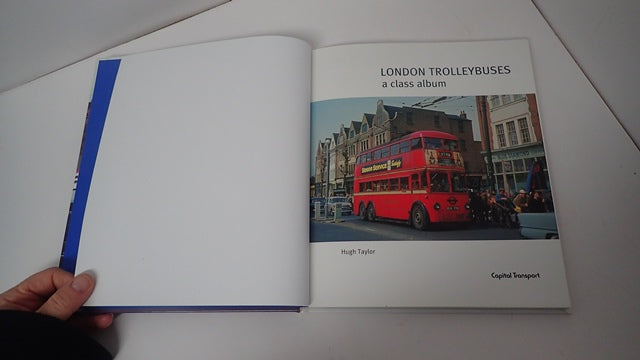 LONDON TROLLEYBUSES
a class album
Hugh Taylor
Capital Transport